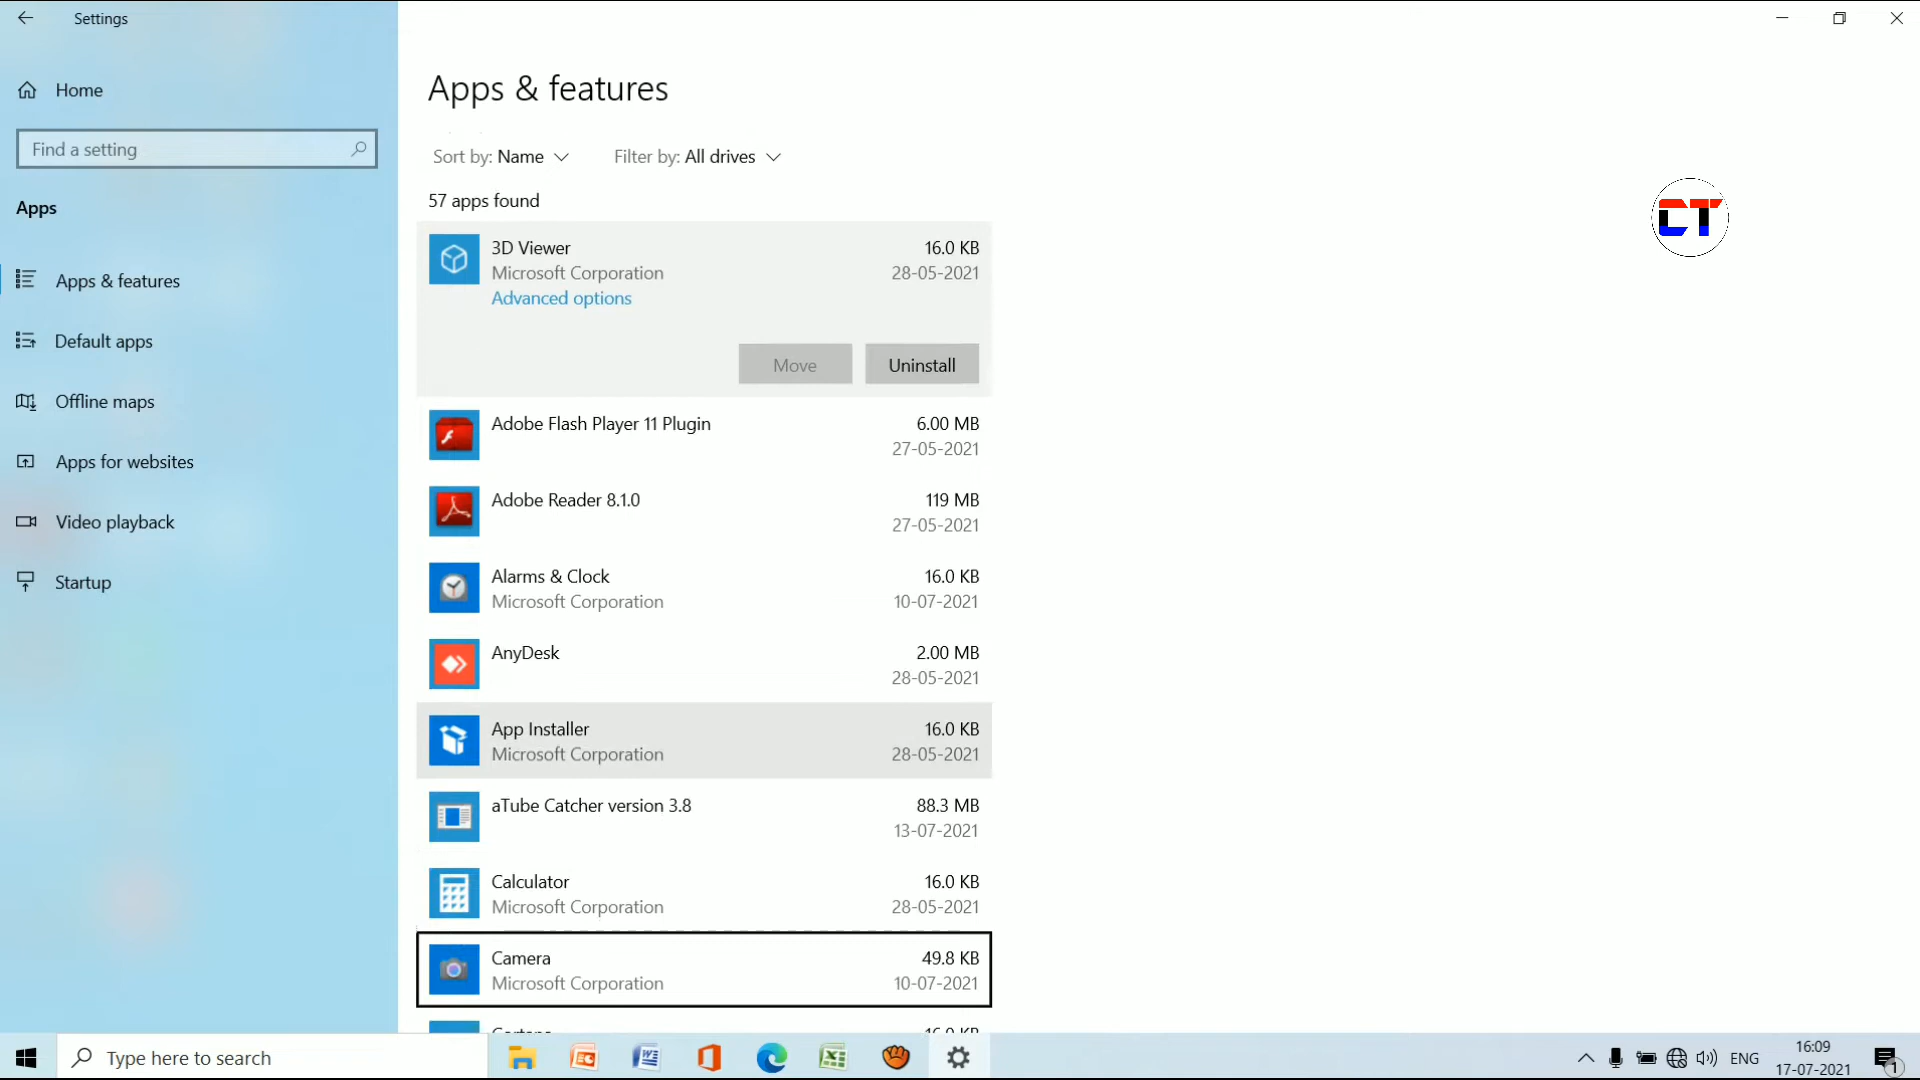 Settings
Home
Find a setting
Apps
Apps & features
Default apps
Offline maps
Apps for websites
Video playback
Startup
Apps & features
Sort by: Name
Filter by: All drives
57 apps found
3D Viewer 16.0 KB
Microsoft Corporation 28-05-2021
Advanced options
Move Uninstall
Adobe Flash Player 11 Plugin 6.00 MB
27-05-2021
Adobe Reader 8.1.0 119 MB
27-05-2021
Alarms & Clock 16.0 KB
Microsoft Corporation 10-07-2021
AnyDesk 2.00 MB
28-05-2021
App Installer 16.0 KB
Microsoft Corporation 28-05-2021
aTube Catcher version 3.8 88.3 MB
13-07-2021
Calculator 16.0 KB
Microsoft Corporation 28-05-2021
Camera 49.8 KB
Microsoft Corporation 10-07-2021
Cortana 16.0 KB
CT
Type here to search
ENG
16:09
17-07-2021
1